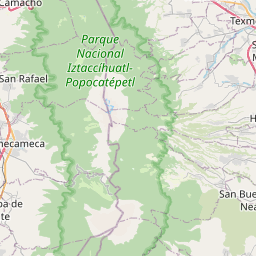 Camacho
Texm
Parque
Nacional
Iztaccíhuatl-
Popocatépetl
San Rafael
H
necameca
San Bue
Nea
pa de
te